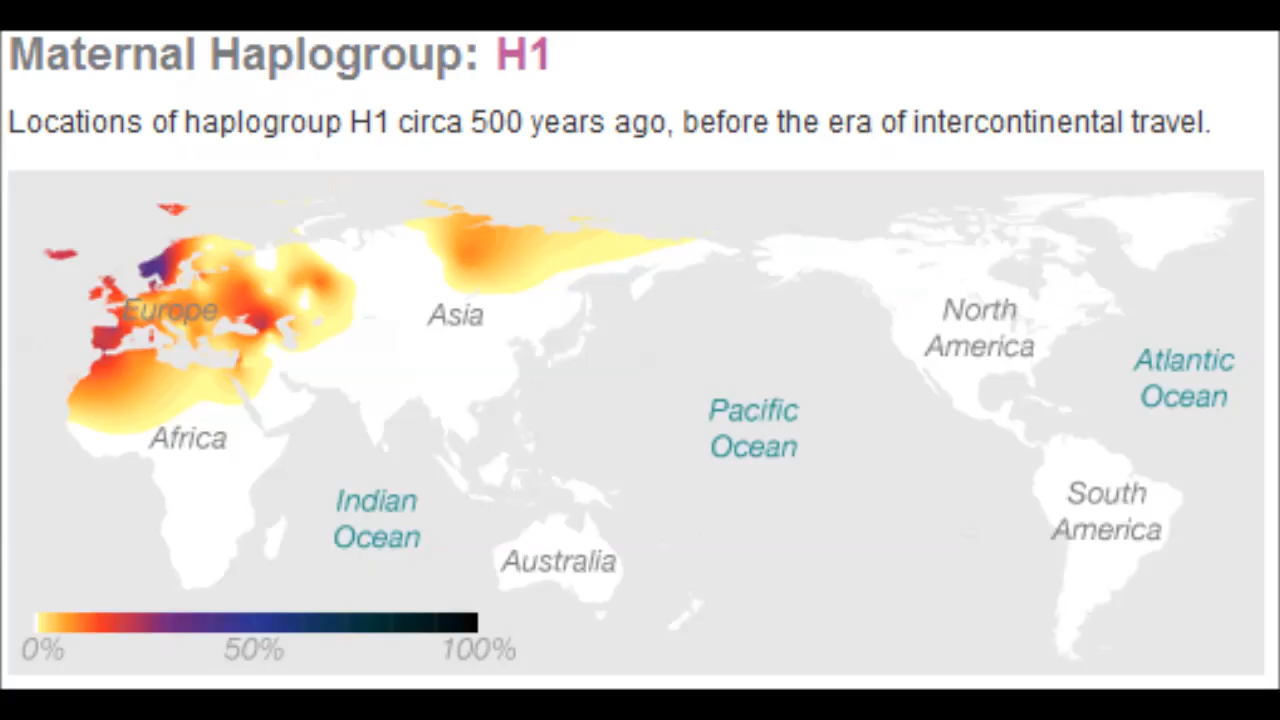 Maternal Haplogroup: H1
Locations of haplogroup H1 circa 500 years ago, before the era of intercontinental travel.
Europe
Asia
North
America
Atlantic
Ocean
Pacific
Ocean
Africa
Indian
Ocean
South
America
Australia
0% 50% 100%